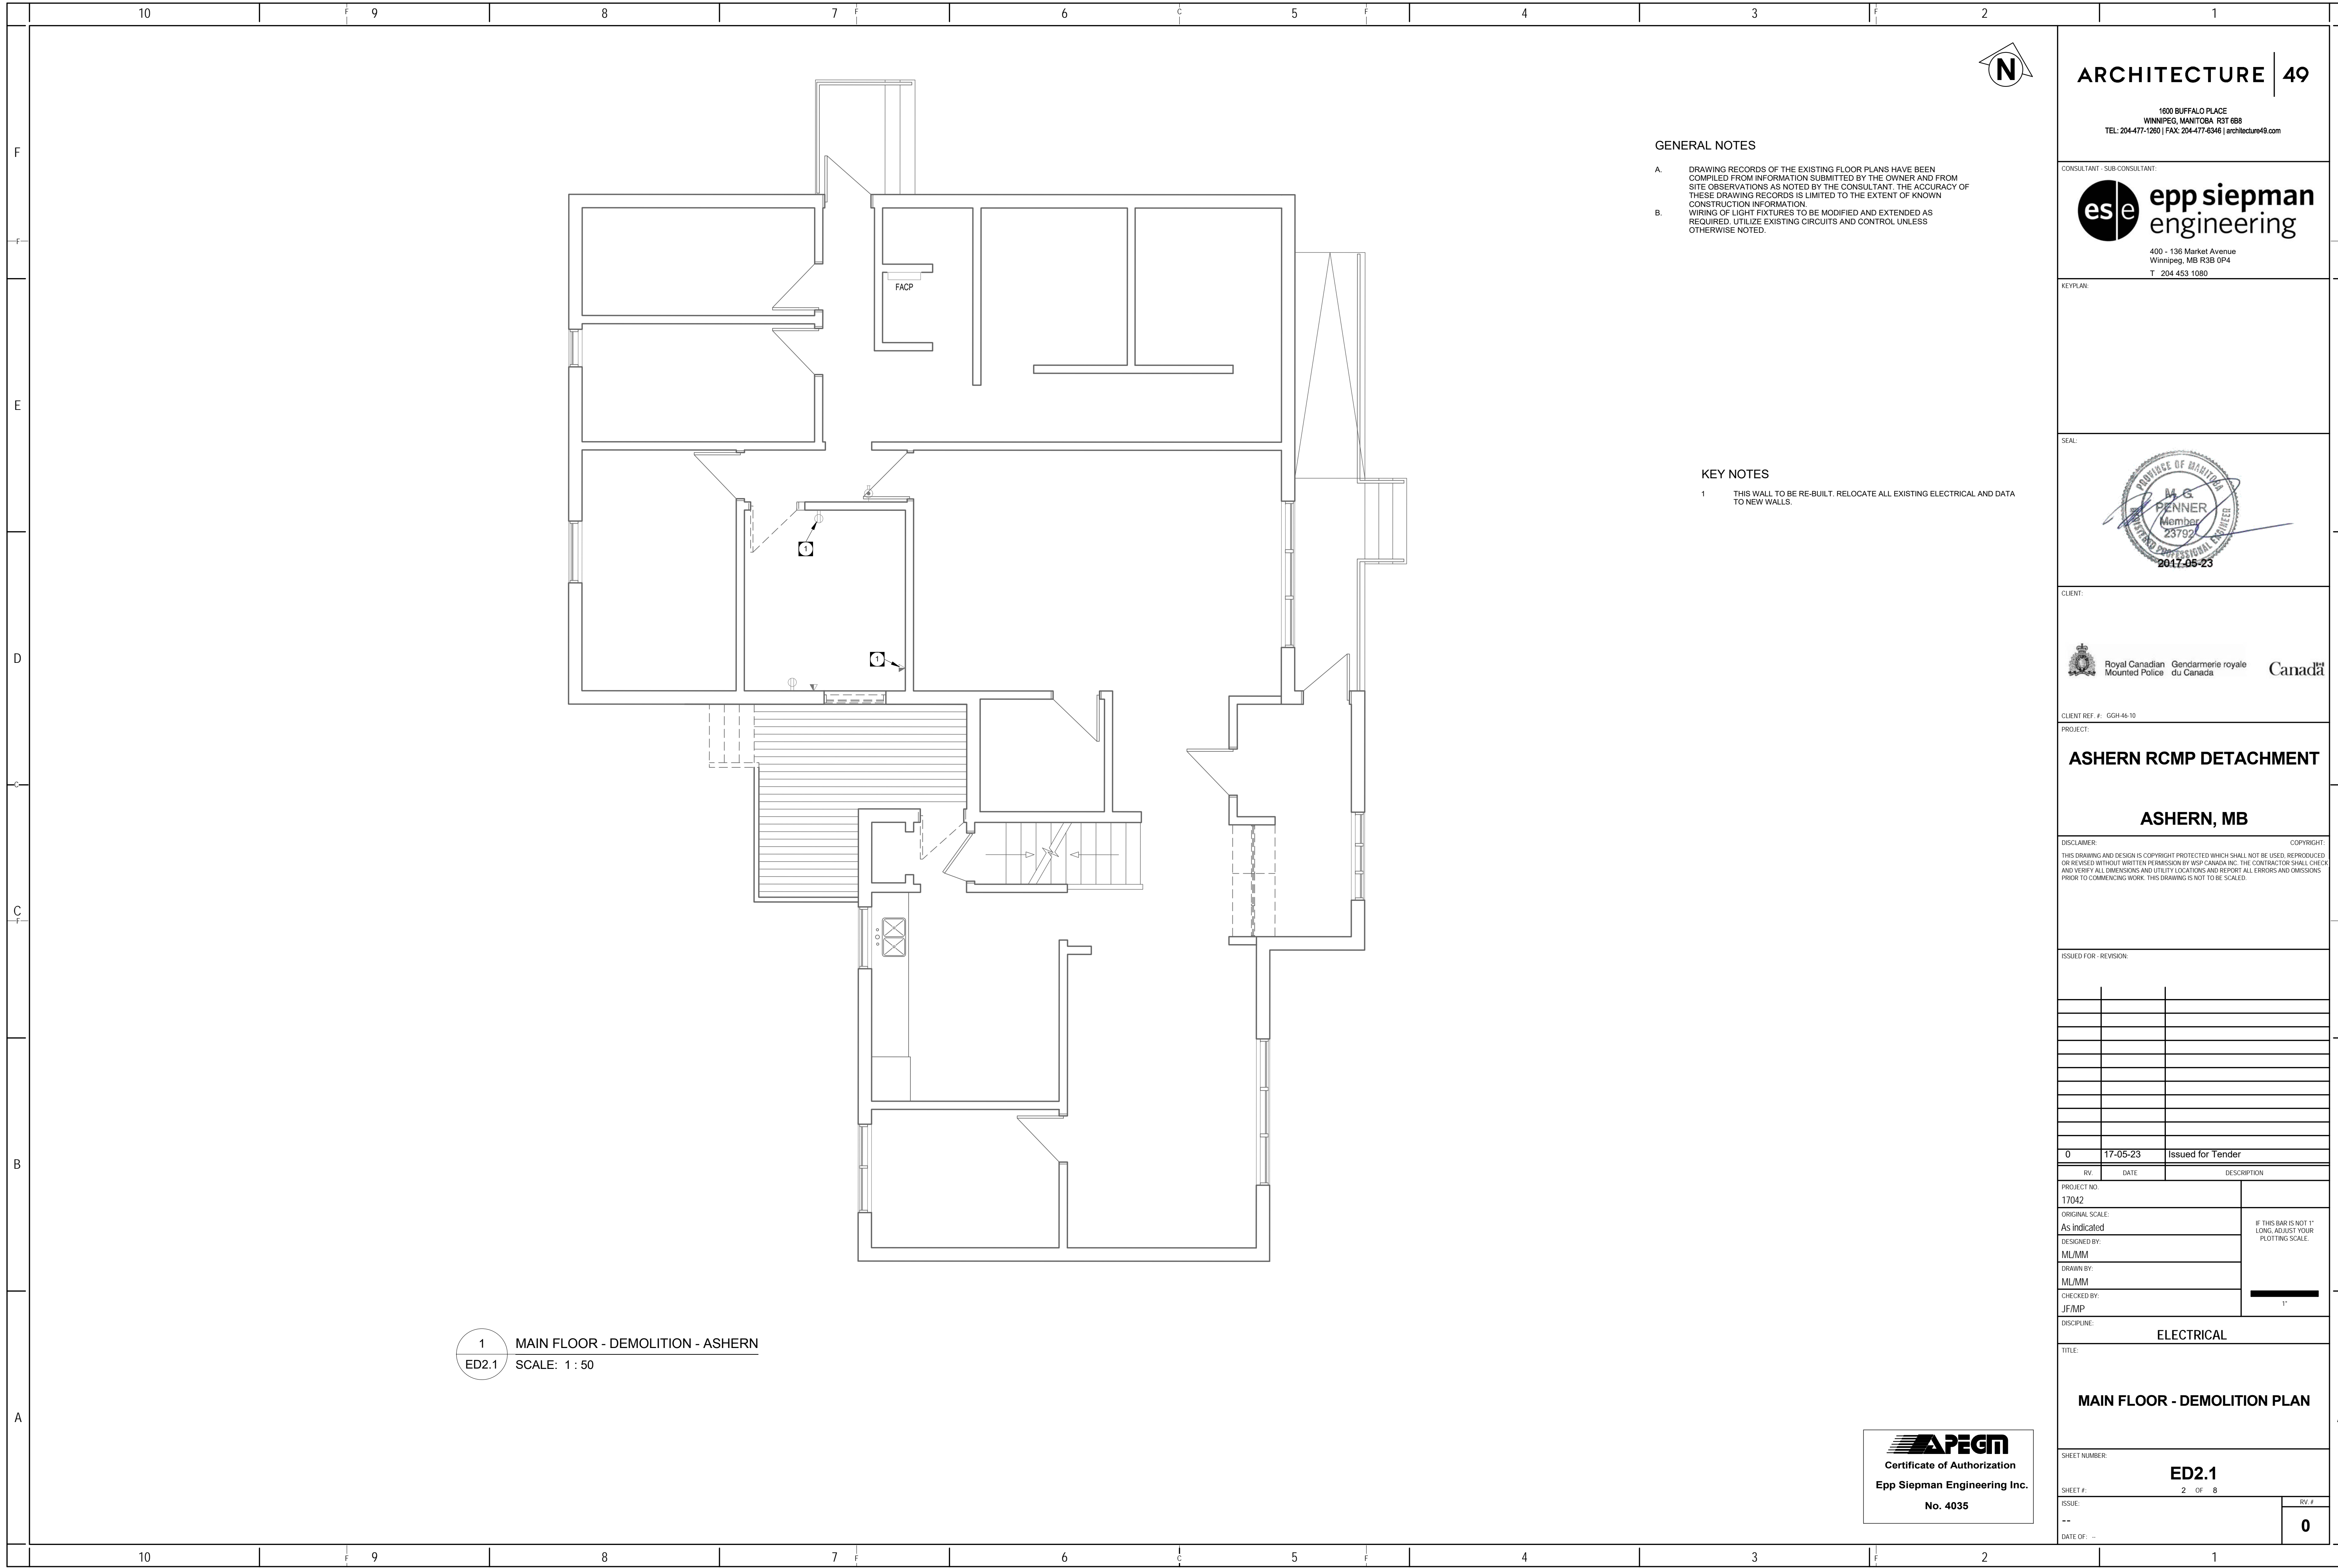 10 F 9 8 7 F 6 C 5 F 4 3 F 2 1
F
F
E
D
C
C
F
B
A
N
GENERAL NOTES
A. DRAWING RECORDS OF THE EXISTING FLOOR PLANS HAVE BEEN
COMPILED FROM INFORMATION SUBMITTED BY THE OWNER AND FROM
SITE OBSERVATIONS AS NOTED BY THE CONSULTANT. THE ACCURACY OF
THESE DRAWING RECORDS IS LIMITED TO THE EXTENT OF KNOWN
CONSTRUCTION INFORMATION.
B. WIRING OF LIGHT FIXTURES TO BE MODIFIED AND EXTENDED AS
REQUIRED. UTILIZE EXISTING CIRCUITS AND CONTROL UNLESS
OTHERWISE NOTED.
FACP
KEY NOTES
1 THIS WALL TO BE RE-BUILT. RELOCATE ALL EXISTING ELECTRICAL AND DATA
TO NEW WALLS.
1
1
1
ED2.1
MAIN FLOOR - DEMOLITION - ASHERN
SCALE: 1 : 50
APEGM
Certificate of Authorization
Epp Siepman Engineering Inc.
No. 4035
ARCHITECTURE 49
1600 BUFFALO PLACE
WINNIPEG, MANITOBA R3T 6B8
TEL: 204-477-1260 | FAX: 204-477-6346 | architecture49.com
CONSULTANT - SUB-CONSULTANT:
es e
epp siepman
engineering
400 - 136 Market Avenue
Winnipeg, MB R3B 0P4
T 204 453 1080
KEYPLAN:
SEAL:
PROVINCE OF MANITOBA
M. G.
PENNER
Member
23792
REGISTERED PROFESSIONAL ENGINEER
2017-05-23
CLIENT:
Royal Canadian Gendarmerie royale
Mounted Police du Canada
Canada
CLIENT REF. #: GGH-46-10
PROJECT:
ASHERN RCMP DETACHMENT
ASHERN, MB
DISCLAIMER: COPYRIGHT:
THIS DRAWING AND DESIGN IS COPYRIGHT PROTECTED WHICH SHALL NOT BE USED, REPRODUCED
OR REVISED WITHOUT WRITTEN PERMISSION BY WSP CANADA INC. THE CONTRACTOR SHALL CHECK
AND VERIFY ALL DIMENSIONS AND UTILITY LOCATIONS AND REPORT ALL ERRORS AND OMISSIONS
PRIOR TO COMMENCING WORK. THIS DRAWING IS NOT TO BE SCALED.
ISSUED FOR - REVISION:
0 17-05-23 Issued for Tender
RV. DATE DESCRIPTION
PROJECT NO.
17042
ORIGINAL SCALE:
As indicated
IF THIS BAR IS NOT 1"
LONG, ADJUST YOUR
PLOTTING SCALE.
1"
DESIGNED BY:
ML/MM
DRAWN BY:
ML/MM
CHECKED BY:
JF/MP
DISCIPLINE:
ELECTRICAL
TITLE:
MAIN FLOOR - DEMOLITION PLAN
SHEET NUMBER:
ED2.1
SHEET #: 2 OF 8
ISSUE: RV. #
--
0
DATE OF: --
10 F 9 8 7 F 6 C 5 F 4 3 F 2 1